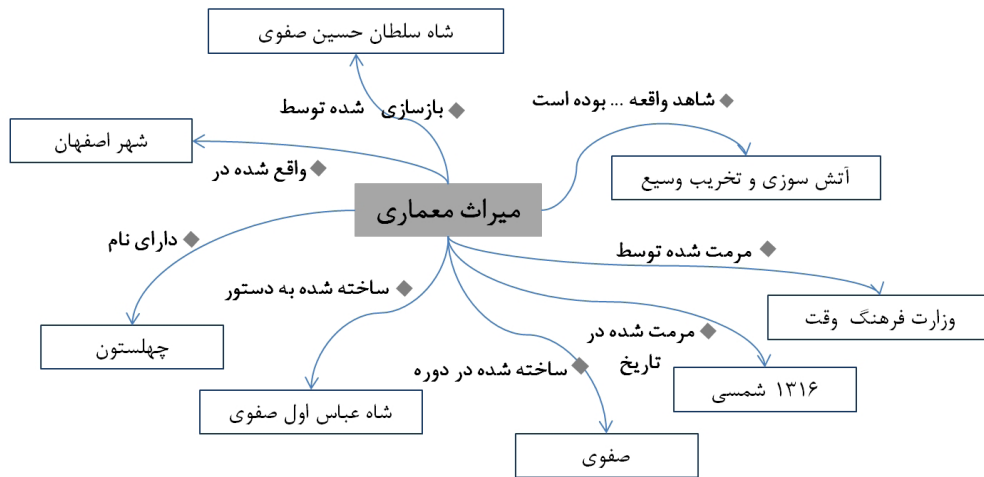 شاه سلطان حسین صفوی
بازسازی شده توسط
شاهد واقعه ... بوده است
شهر اصفهان
واقع شده در
آتش سوزی و تخریب وسیع
میراث معماری
دارای نام
مرمت شده توسط
ساخته شده به دستور
وزارت فرهنگ وقت
چهلستون
مرمت شده در
تاریخ
ساخته شده در دوره
۱۳۱۶ شمسی
شاه عباس اول صفوی
صفوی